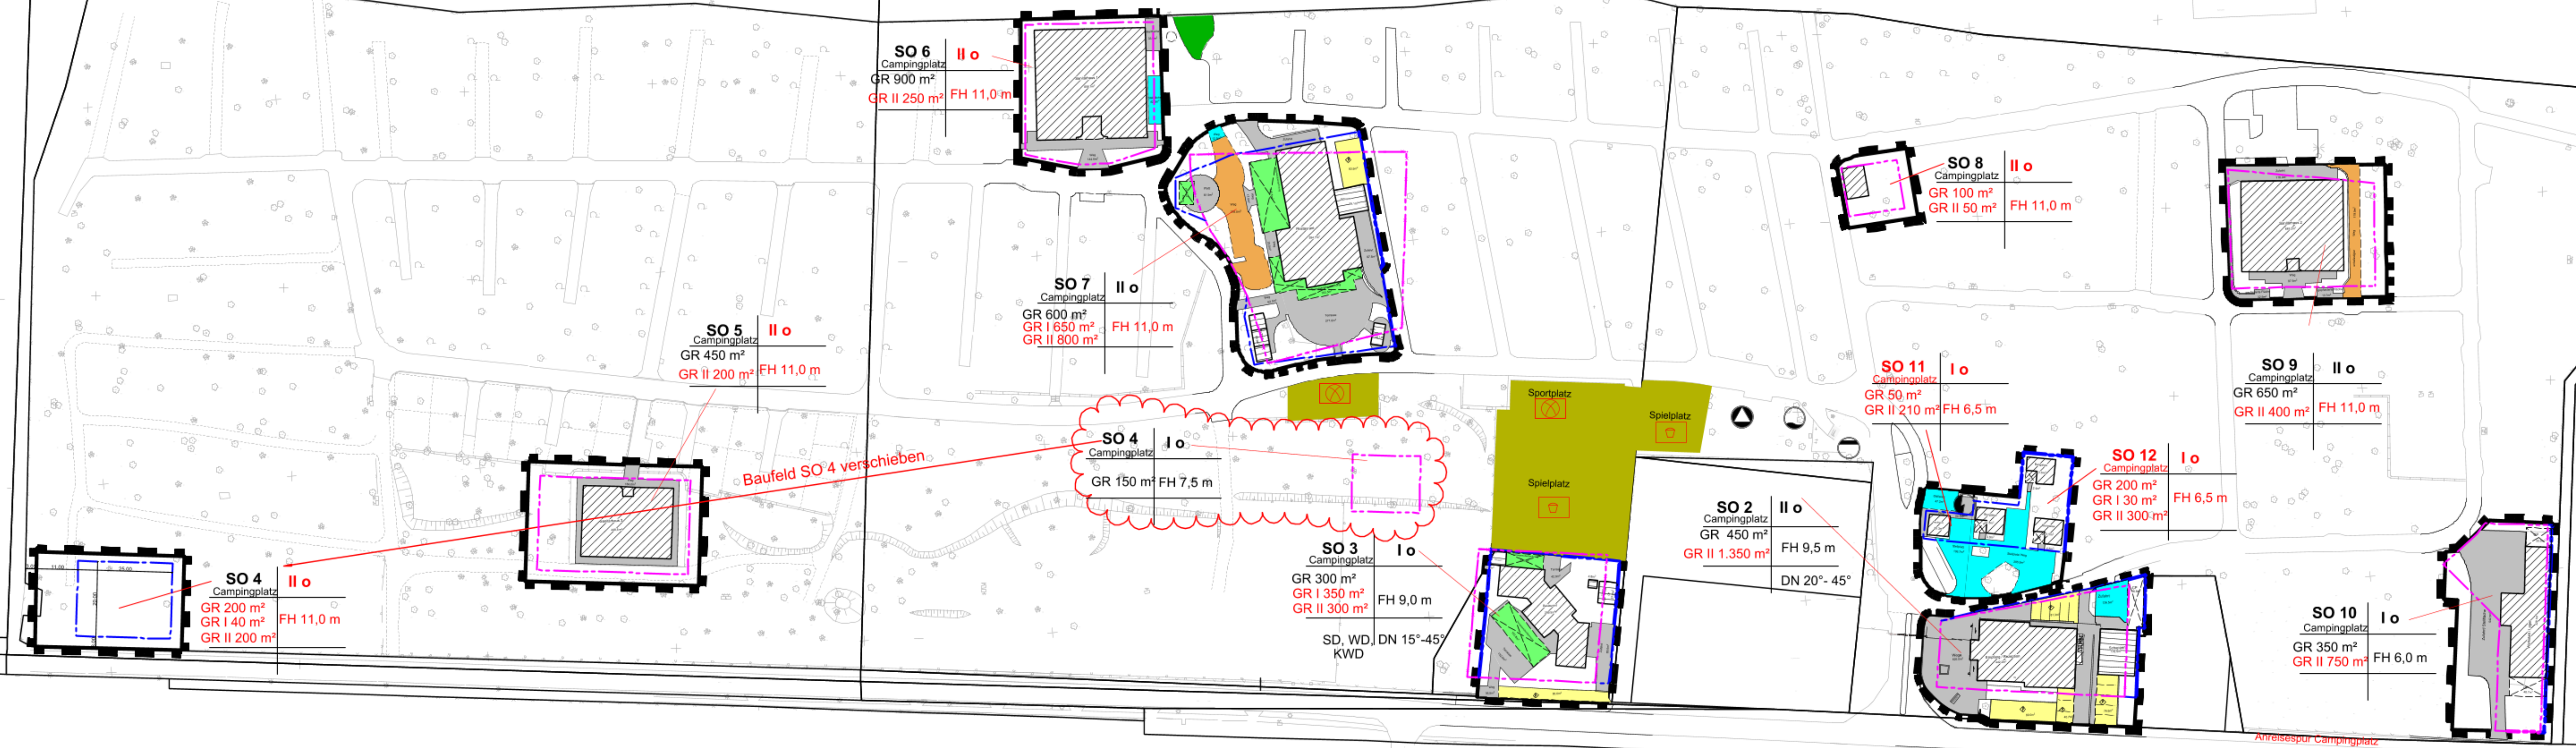 SO 6 II o
Campingplatz
GR 900 m²
GR II 250 m² FH 11,0 m
SO 8 II o
Campingplatz
GR 100 m²
GR II 50 m² FH 11,0 m
SO 7 II o
Campingplatz
GR 600 m²
GR I 650 m² FH 11,0 m
GR II 800 m²
SO 5 II o
Campingplatz
GR 450 m²
GR II 200 m² FH 11,0 m
SO 11 I o
Campingplatz
GR 50 m²
GR II 210 m² FH 6,5 m
SO 9 II o
Campingplatz
GR 650 m²
GR II 400 m² FH 11,0 m
Sportplatz
Spielplatz
SO 4 I o
Campingplatz
GR 150 m² FH 7,5 m
Baufeld SO 4 verschieben
Spielplatz
SO 12 I o
Campingplatz
GR 200 m²
GR I 30 m² FH 6,5 m
GR II 300 m²
SO 2 II o
Campingplatz
GR 450 m²
GR II 1.350 m² FH 9,5 m
DN 20°- 45°
SO 3 I o
Campingplatz
GR 300 m²
GR I 350 m² FH 9,0 m
GR II 300 m²
SD, WD, DN 15°-45°
KWD
SO 4 II o
Campingplatz
GR 200 m²
GR I 40 m² FH 11,0 m
GR II 200 m²
SO 10 I o
Campingplatz
GR 350 m²
GR II 750 m² FH 6,0 m
Anreisespur Campingplatz